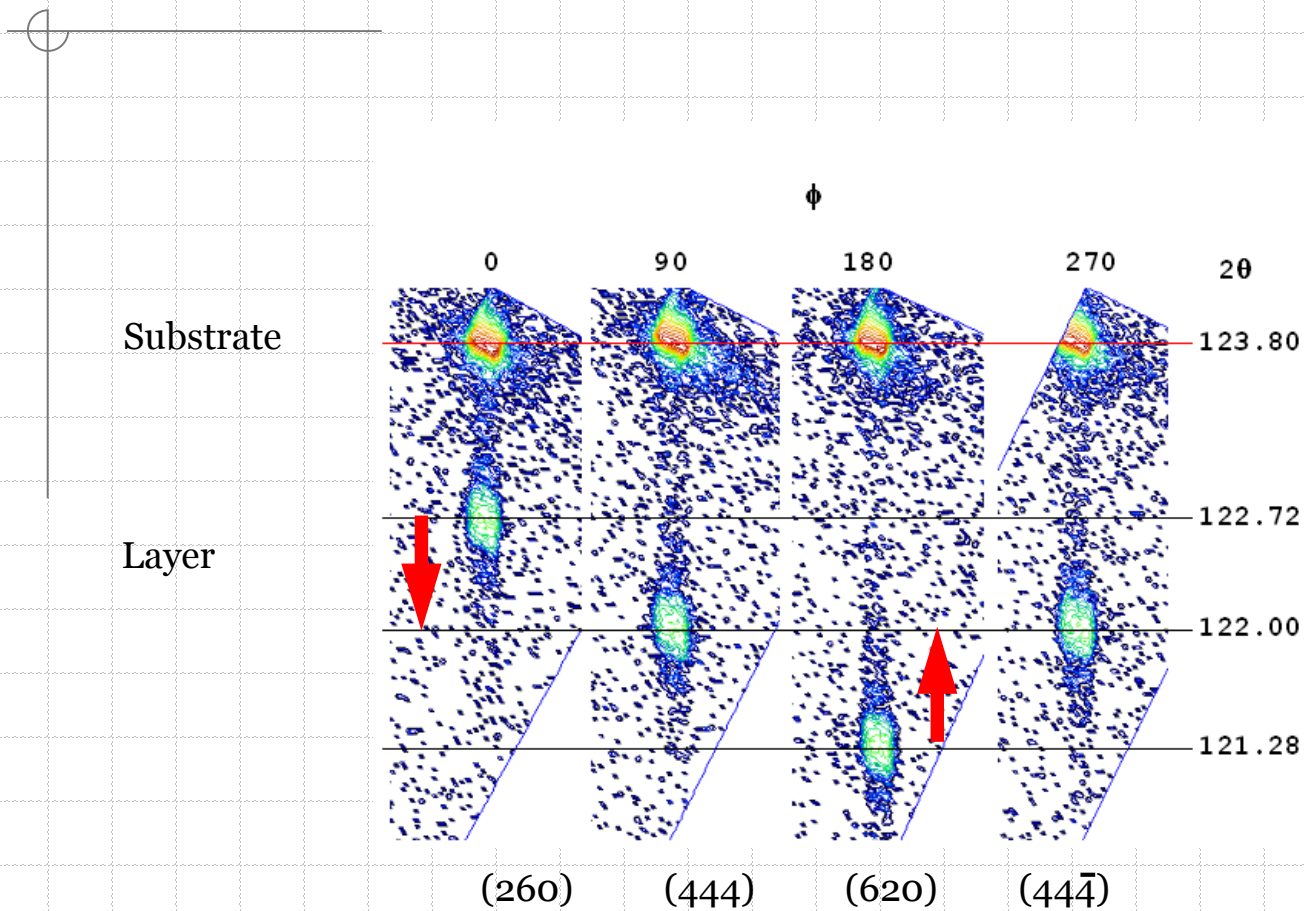 ϕ
0 90 180 270 2θ
Substrate 123.80
122.72
Layer
122.00
121.28
(260) (444) (620) (444̄)